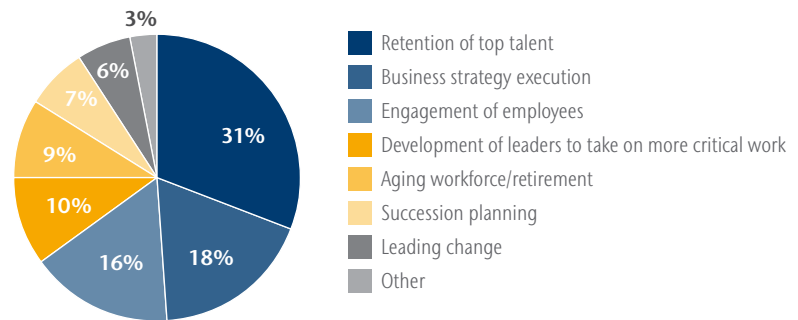 3%
6%
7%
31%
9%
10%
16%
18%
Retention of top talent
Business strategy execution
Engagement of employees
Development of leaders to take on more critical work
Aging workforce/retirement
Succession planning
Leading change
Other